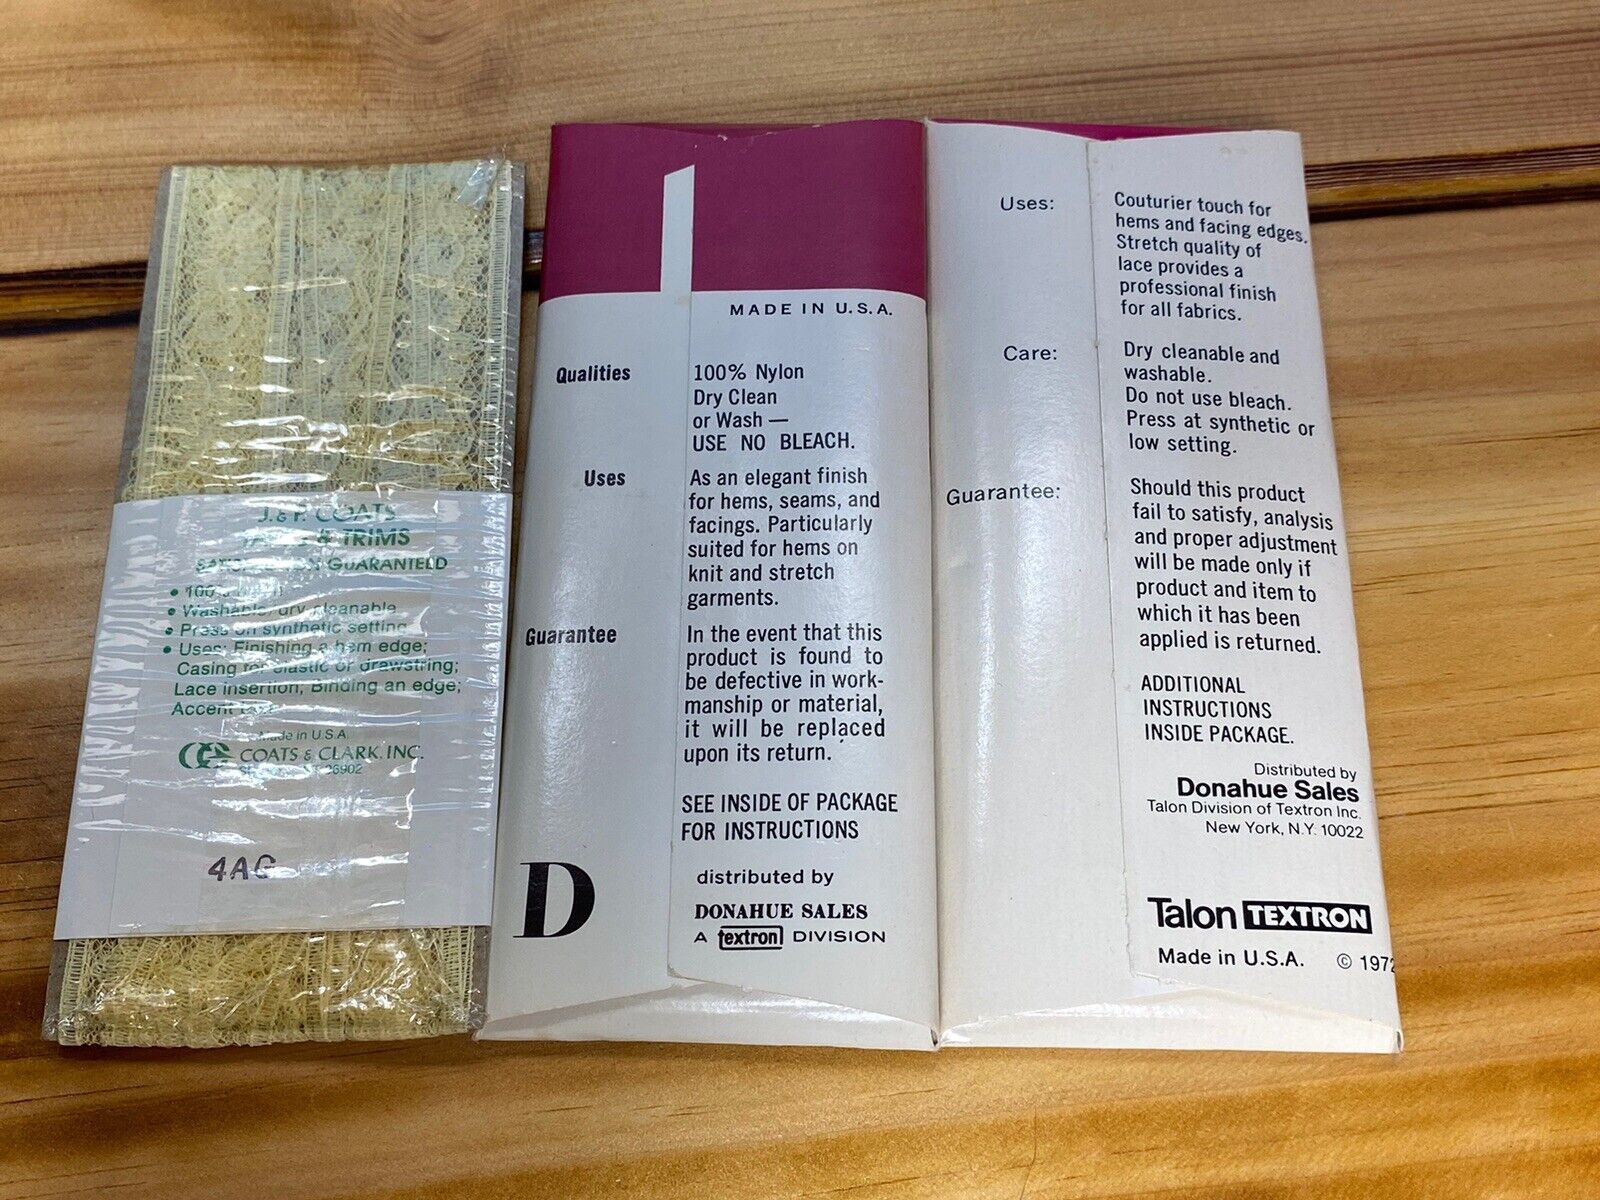 J. & P. COATS
& TRIMS
GUARANTEED
• Washable, dry cleanable
• Press on synthetic setting
• Uses: Finishing a hem edge;
Casing for elastic or drawstring;
Lace insertion; Binding an edge;
Accent
Made in U.S.A.
COATS & CLARK, INC.
4AG
MADE IN U.S.A.
Qualities
100% Nylon
Dry Clean
or Wash —
USE NO BLEACH.
Uses
As an elegant finish
for hems, seams, and
facings. Particularly
suited for hems on
knit and stretch
garments.
Guarantee
In the event that this
product is found to
be defective in work-
manship or material,
it will be replaced
upon its return.
SEE INSIDE OF PACKAGE
FOR INSTRUCTIONS
D
distributed by
DONAHUE SALES
A textron DIVISION
Uses:
Couturier touch for
hems and facing edges.
Stretch quality of
lace provides a
professional finish
for all fabrics.
Care:
Dry cleanable and
washable.
Do not use bleach.
Press at synthetic or
low setting.
Guarantee:
Should this product
fail to satisfy, analysis
and proper adjustment
will be made only if
product and item to
which it has been
applied is returned.
ADDITIONAL
INSTRUCTIONS
INSIDE PACKAGE.
Distributed by
Donahue Sales
Talon Division of Textron Inc.
New York, N.Y. 10022
Talon TEXTRON
Made in U.S.A. © 1972